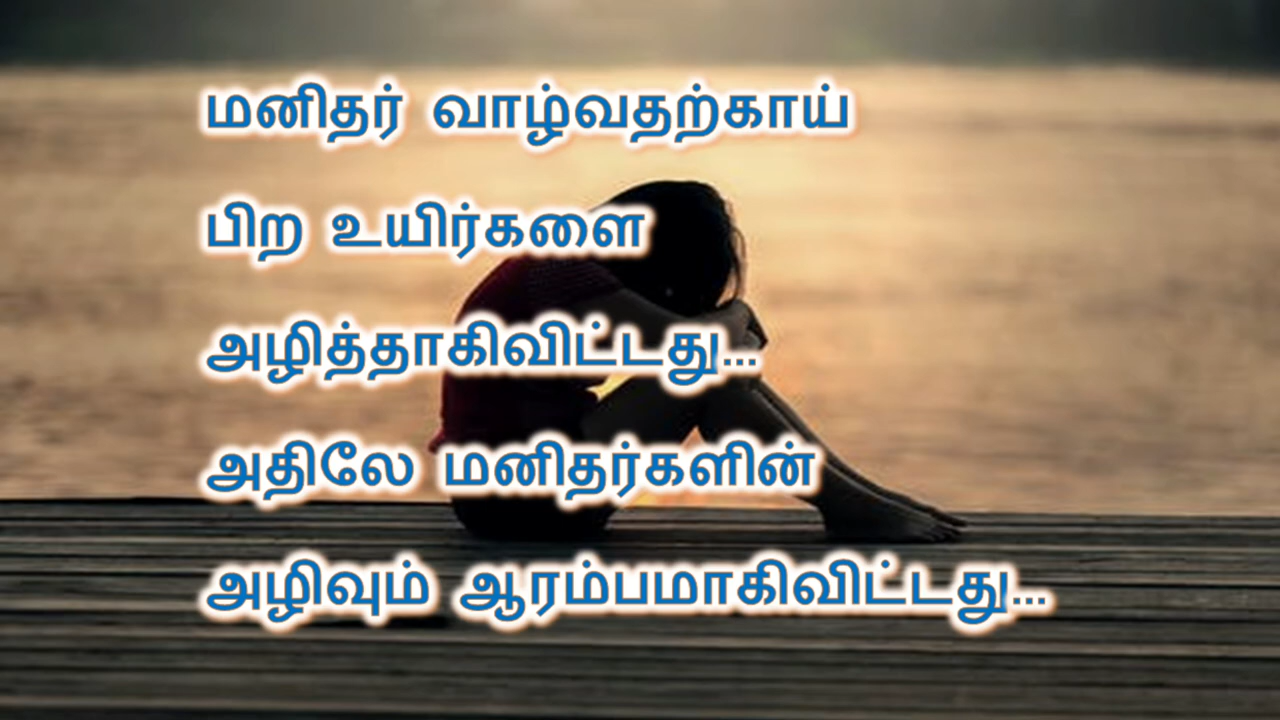 மனிதர் வாழ்வதற்காய்
பிற உயிர்களை
அழித்தாகிவிட்டது...
அதிலே மனிதர்களின்
அழிவும் ஆரம்பமாகிவிட்டது...